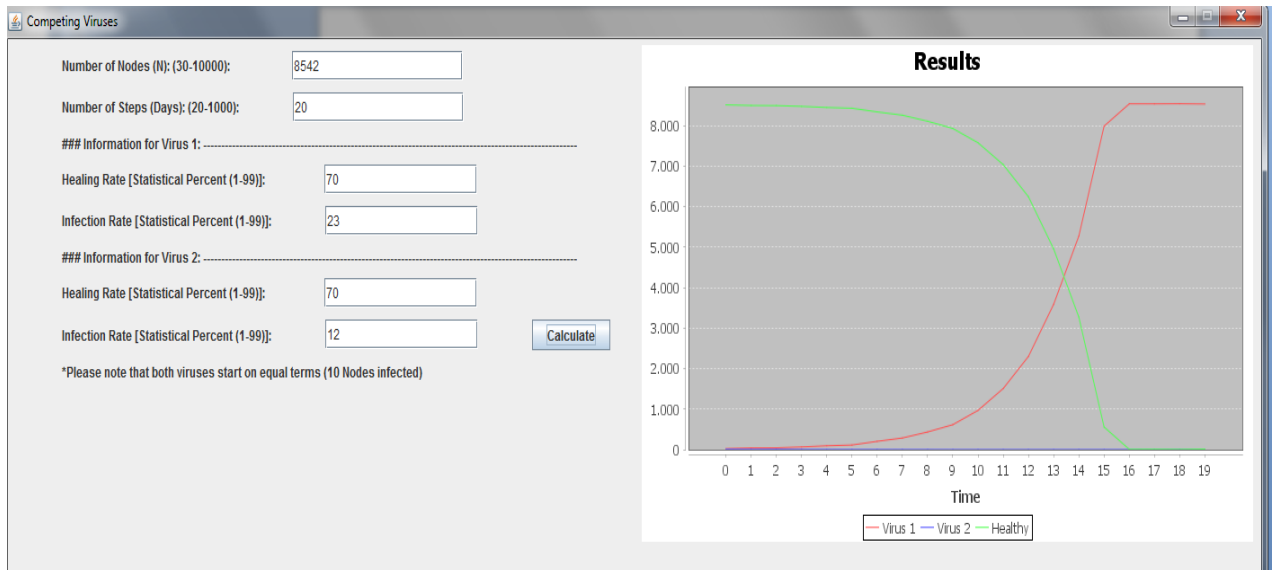 Competing Viruses
Number of Nodes (N): (30-10000):
8542
Number of Steps (Days): (20-1000):
20
### Information for Virus 1: ---------------------------------------------------------------------------
Healing Rate [Statistical Percent (1-99)]:
70
Infection Rate [Statistical Percent (1-99)]:
23
### Information for Virus 2: ---------------------------------------------------------------------------
Healing Rate [Statistical Percent (1-99)]:
70
Infection Rate [Statistical Percent (1-99)]:
12
Calculate
*Please note that both viruses start on equal terms (10 Nodes infected)
Results
8.000
7.000
6.000
5.000
4.000
3.000
2.000
1.000
0
0 1 2 3 4 5 6 7 8 9 10 11 12 13 14 15 16 17 18 19
Time
Virus 1 Virus 2 Healthy